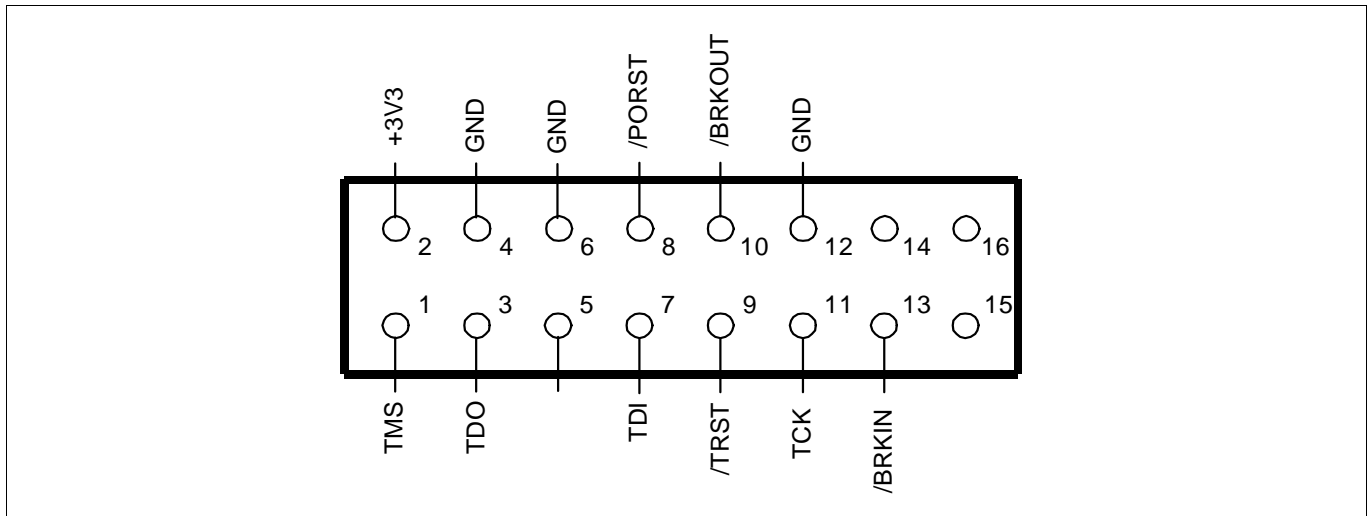 +3V3
GND
GND
/PORST
/BRKOUT
GND
2 4 6 8 10 12 14 16
1 3 5 7 9 11 13 15
TMS
TDO
TDI
/TRST
TCK
/BRKIN